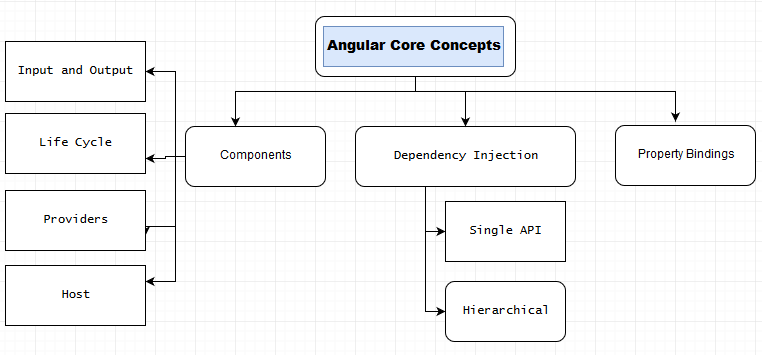 Angular Core Concepts
Input and Output
Life Cycle
Providers
Host
Components
Dependency Injection
Single API
Hierarchical
Property Bindings